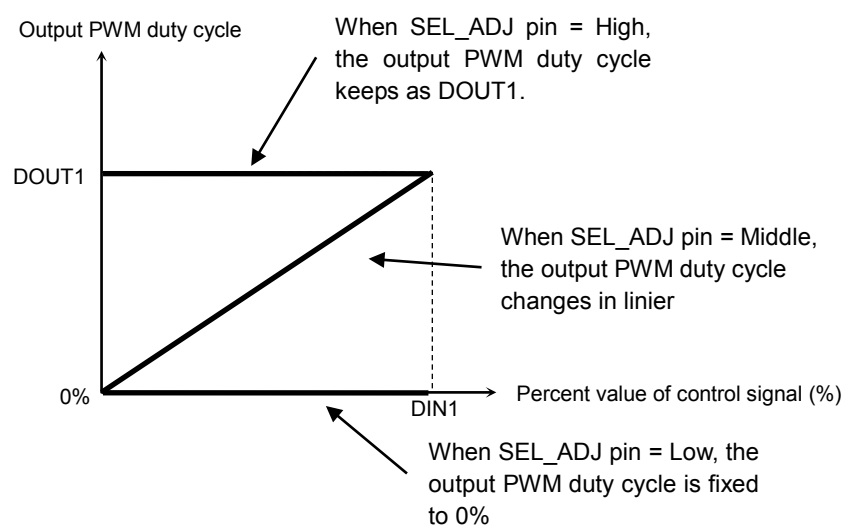 Output PWM duty cycle
When SEL_ADJ pin = High,
the output PWM duty cycle
keeps as DOUT1.
DOUT1
When SEL_ADJ pin = Middle,
the output PWM duty cycle
changes in linier
0%
DIN1
Percent value of control signal (%)
When SEL_ADJ pin = Low, the
output PWM duty cycle is fixed
to 0%